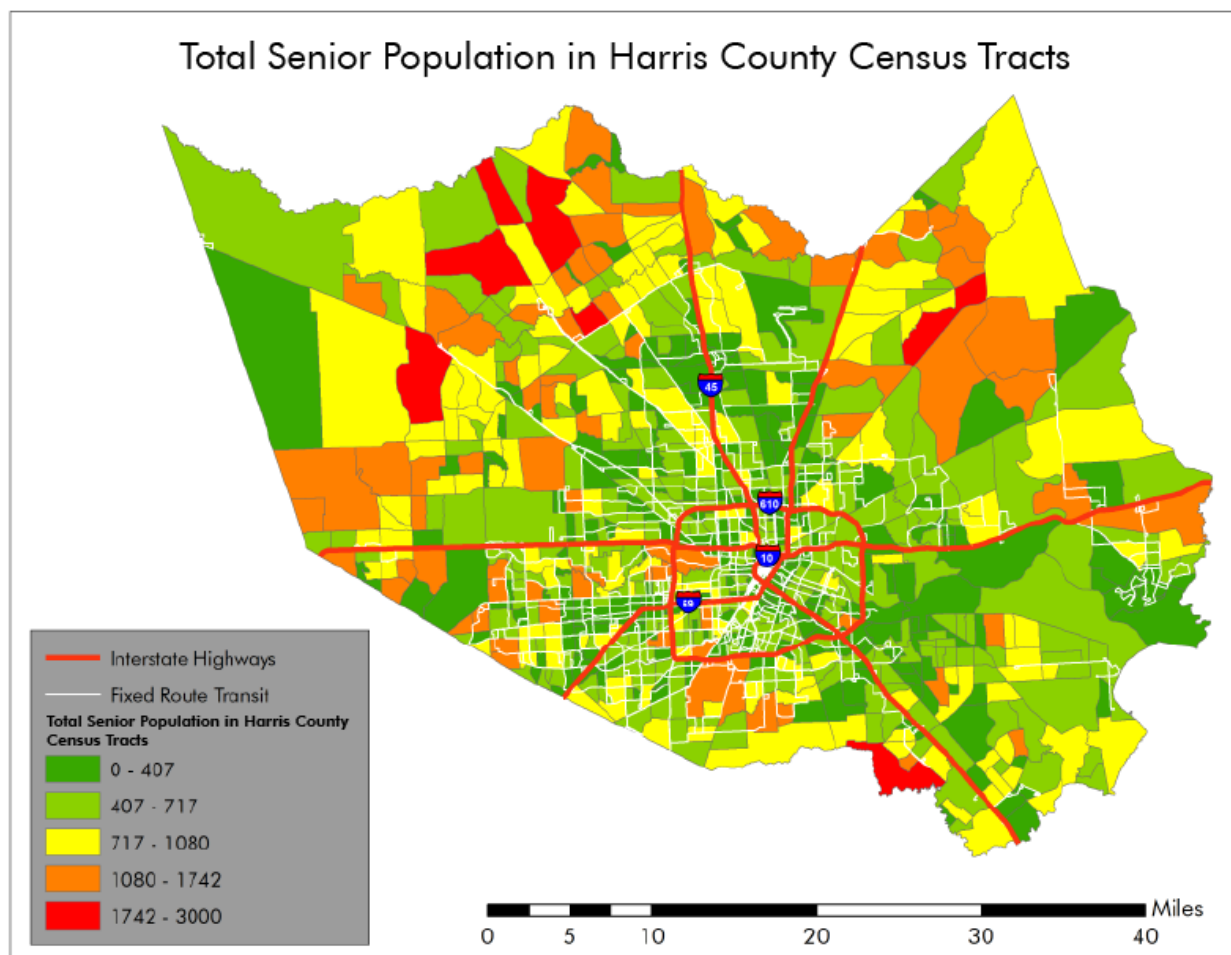 Total Senior Population in Harris County Census Tracts
45
610
10
59
Interstate Highways
Fixed Route Transit
Total Senior Population in Harris County
Census Tracts
0 - 407
407 - 717
717 - 1080
1080 - 1742
1742 - 3000
Miles
0 5 10 20 30 40